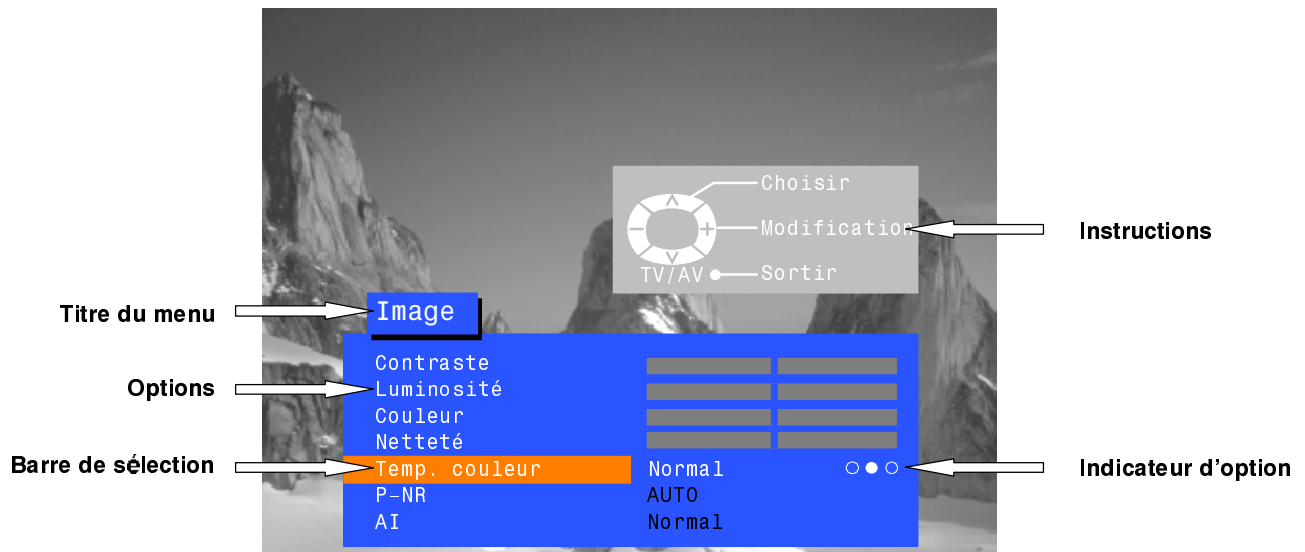 Choisir
Modification
TV/AV Sortir
Instructions
Titre du menu
Image
Contraste
Options
Luminosité
Couleur
Netteté
Barre de sélection
Temp. couleur Normal
Indicateur d'option
P-NR AUTO
AI Normal